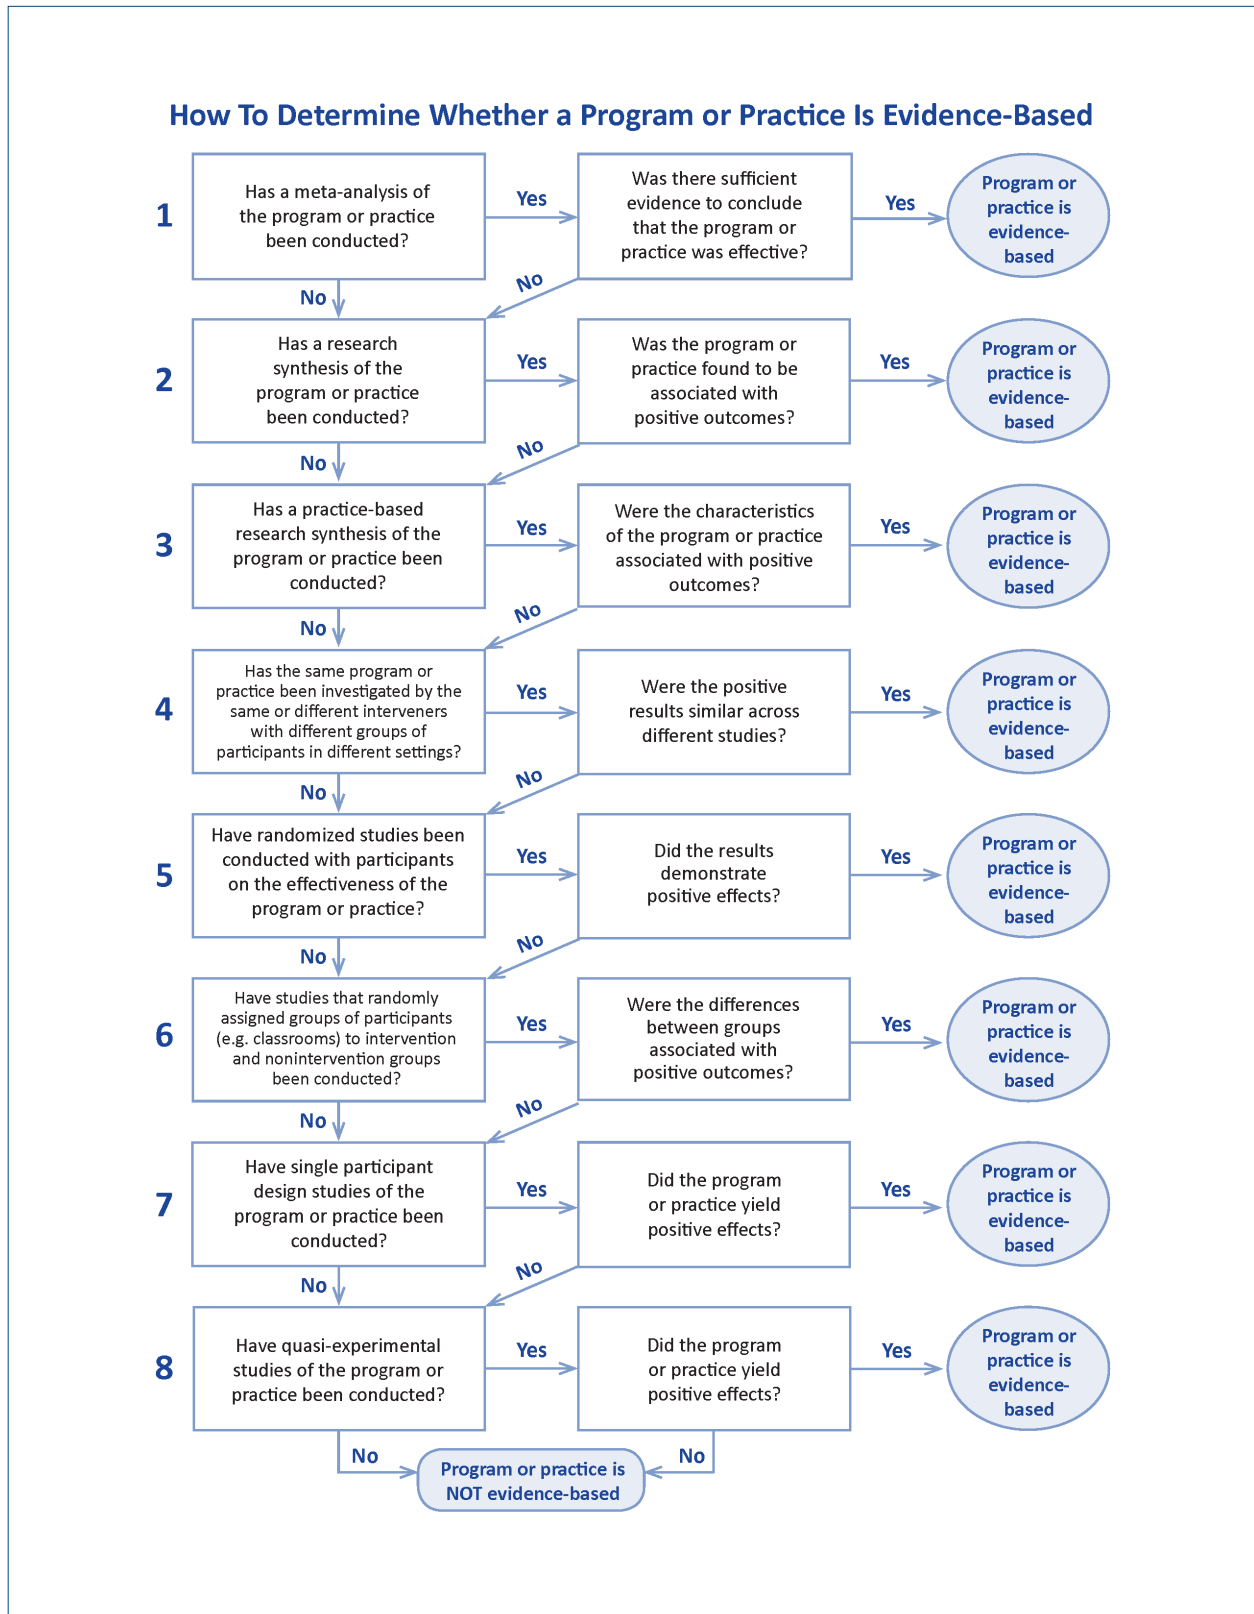 How To Determine Whether a Program or Practice Is Evidence-Based
1
Has a meta-analysis of
the program or practice
been conducted?
Yes
Was there sufficient
evidence to conclude
that the program or
practice was effective?
Yes
Program or
practice is
evidence-
based
No
No
2
Has a research
synthesis of the
program or practice
been conducted?
Yes
Was the program or
practice found to be
associated with
positive outcomes?
Yes
Program or
practice is
evidence-
based
No
No
3
Has a practice-based
research synthesis of the
program or practice been
conducted?
Yes
Were the characteristics
of the program or practice
associated with positive
outcomes?
Yes
Program or
practice is
evidence-
based
No
No
4
Has the same program or
practice been investigated by the
same or different interveners
with different groups of
participants in different settings?
Yes
Were the positive
results similar across
different studies?
Yes
Program or
practice is
evidence-
based
No
No
5
Have randomized studies been
conducted with participants
on the effectiveness of the
program or practice?
Yes
Did the results
demonstrate
positive effects?
Yes
Program or
practice is
evidence-
based
No
No
6
Have studies that randomly
assigned groups of participants
(e.g. classrooms) to intervention
and nonintervention groups
been conducted?
Yes
Were the differences
between groups
associated with
positive outcomes?
Yes
Program or
practice is
evidence-
based
No
No
7
Have single participant
design studies of the
program or practice been
conducted?
Yes
Did the program
or practice yield
positive effects?
Yes
Program or
practice is
evidence-
based
No
No
8
Have quasi-experimental
studies of the program or
practice been conducted?
Yes
Did the program
or practice yield
positive effects?
Yes
Program or
practice is
evidence-
based
No
No
Program or practice is
NOT evidence-based